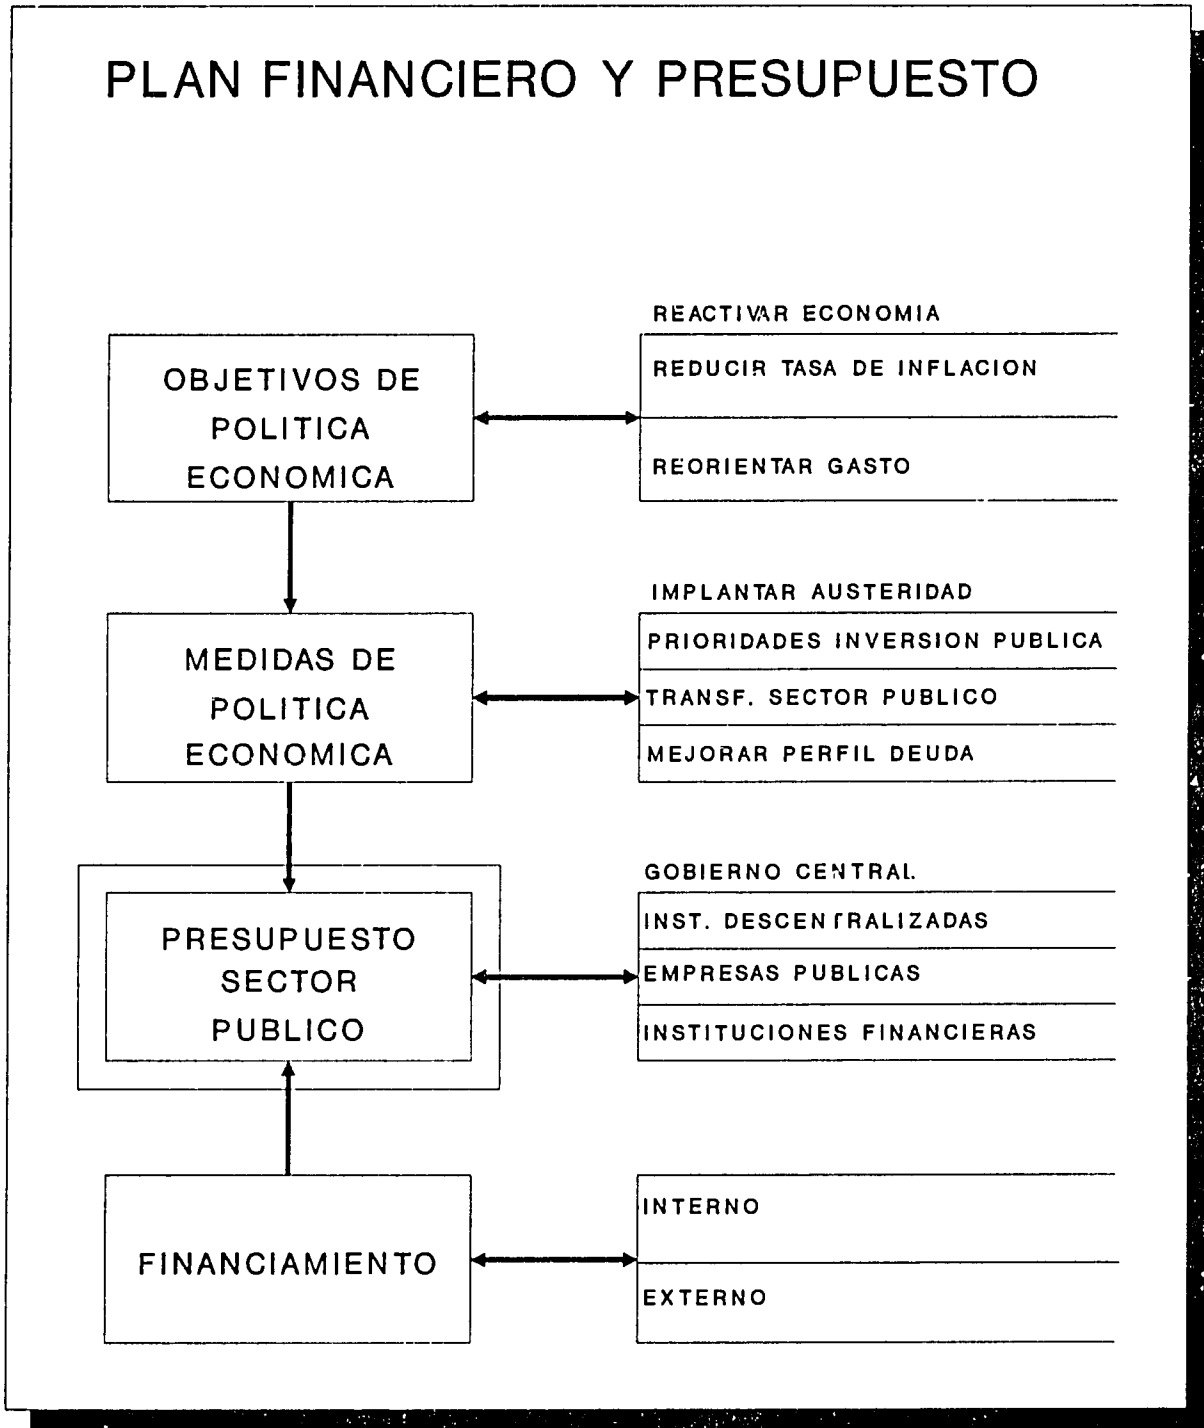 PLAN FINANCIERO Y PRESUPUESTO
OBJETIVOS DE
POLITICA
ECONOMICA
REACTIVAR ECONOMIA
REDUCIR TASA DE INFLACION
REORIENTAR GASTO
MEDIDAS DE
POLITICA
ECONOMICA
IMPLANTAR AUSTERIDAD
PRIORIDADES INVERSION PUBLICA
TRANSF. SECTOR PUBLICO
MEJORAR PERFIL DEUDA
PRESUPUESTO
SECTOR
PUBLICO
GOBIERNO CENTRAL
INST. DESCENTRALIZADAS
EMPRESAS PUBLICAS
INSTITUCIONES FINANCIERAS
FINANCIAMIENTO
INTERNO
EXTERNO